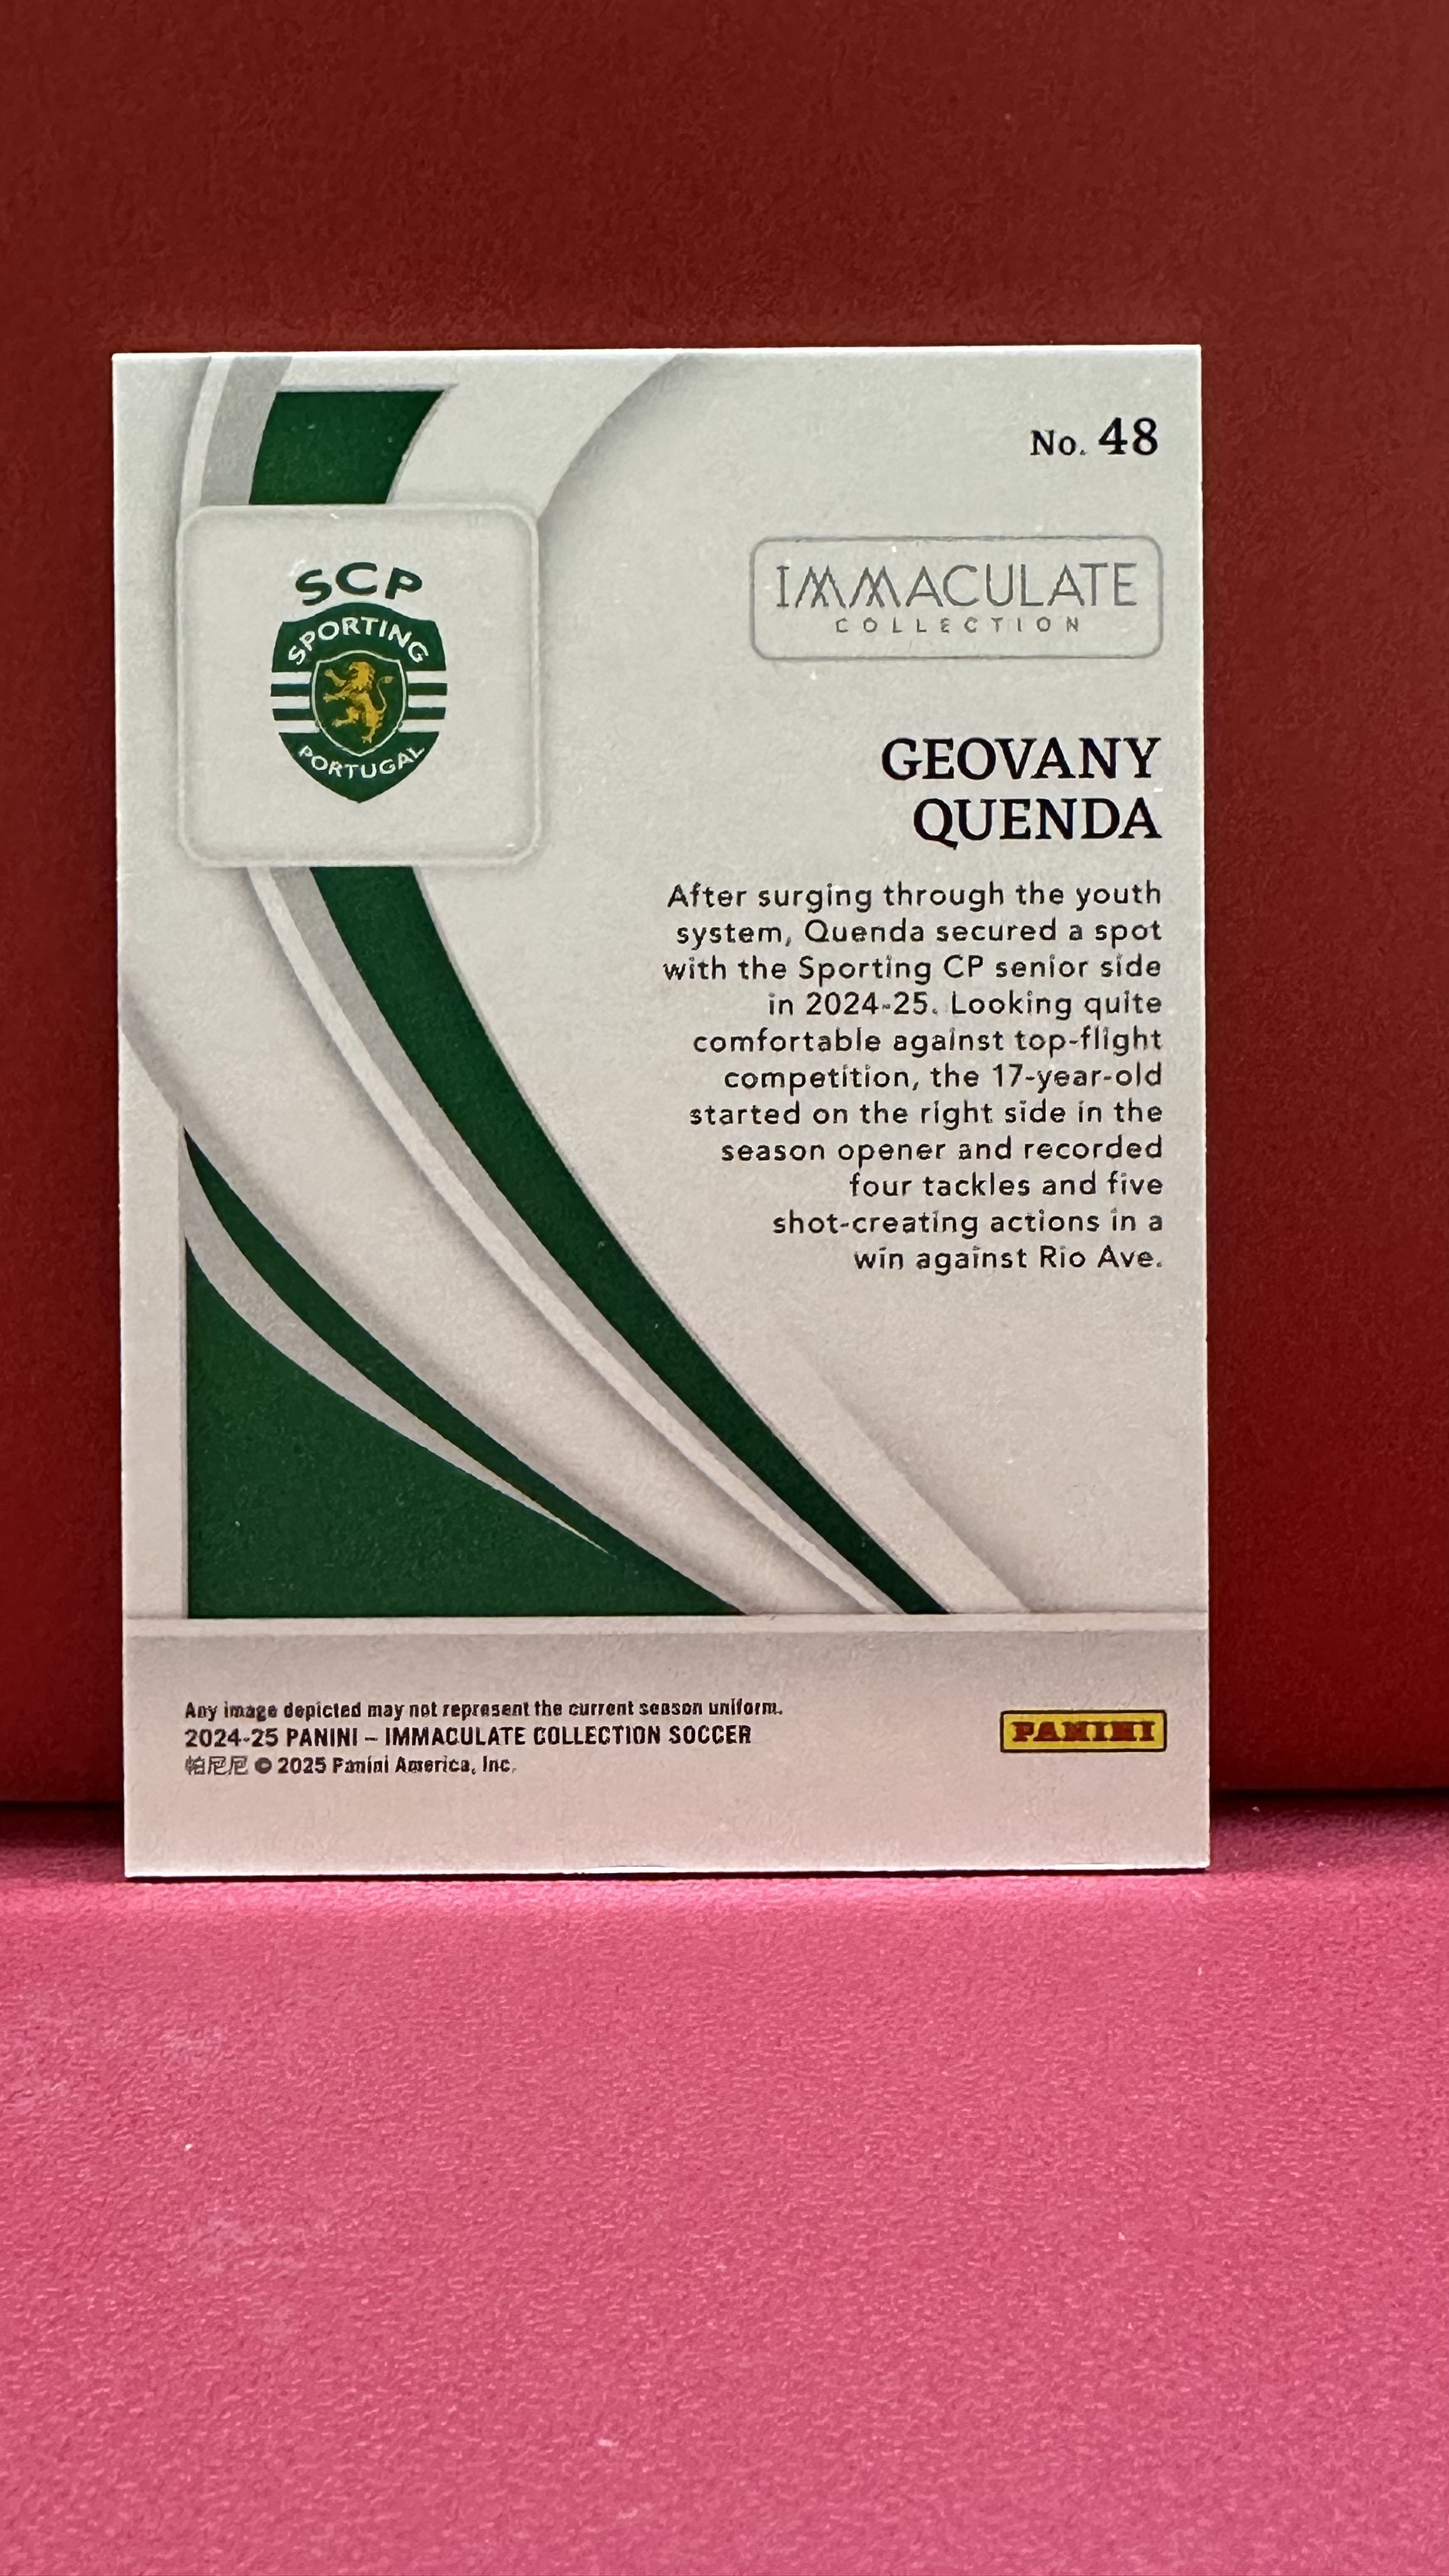 No. 48
SCP
SPORTING
PORTUGAL
IMMACULATE
COLLECTION
GEOVANY
QUENDA
After surging through the youth
system, Quenda secured a spot
with the Sporting CP senior side
in 2024-25. Looking quite
comfortable against top-flight
competition, the 17-year-old
started on the right side in the
season opener and recorded
four tackles and five
shot-creating actions in a
win against Rio Ave.
Any image depicted may not represent the current season uniform.
2024-25 PANINI – IMMACULATE COLLECTION SOCCER
帕尼尼 © 2025 Panini America, Inc.
PANINI